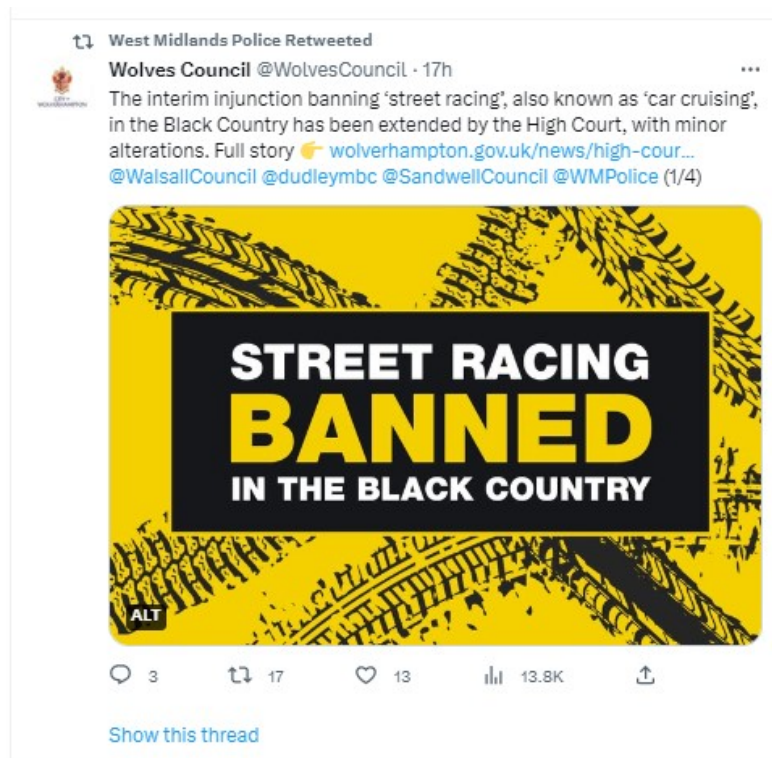 West Midlands Police Retweeted
Wolves Council @WolvesCouncil · 17h
The interim injunction banning ‘street racing’, also known as ‘car cruising’,
in the Black Country has been extended by the High Court, with minor
alterations. Full story 👉 wolverhampton.gov.uk/news/high-cour...
@WalsallCouncil @dudleymbc @SandwellCouncil @WMPolice (1/4)
STREET RACING
BANNED
IN THE BLACK COUNTRY
ALT
3 17 13 13.8K
Show this thread